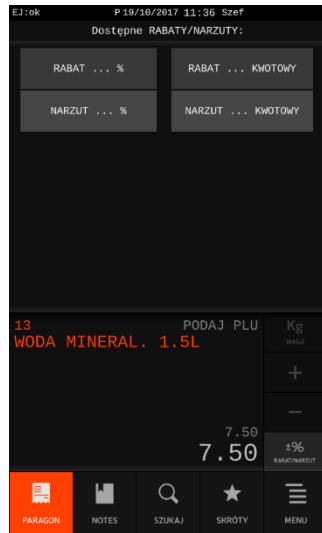 EJ:ok P19/10/2017 11:36 Szef
Dostępne RABATY/NARZUTY:
RABAT ... % RABAT ... KWOTOWY
NARZUT ... % NARZUT ... KWOTOWY
13 PODAJ PLU Kg
WAGA
WODA MINERAL. 1.5L
+
−
7.50
7.50 ±%
RABAT/NARZUT
PARAGON NOTES SZUKAJ SKRÓTY MENU